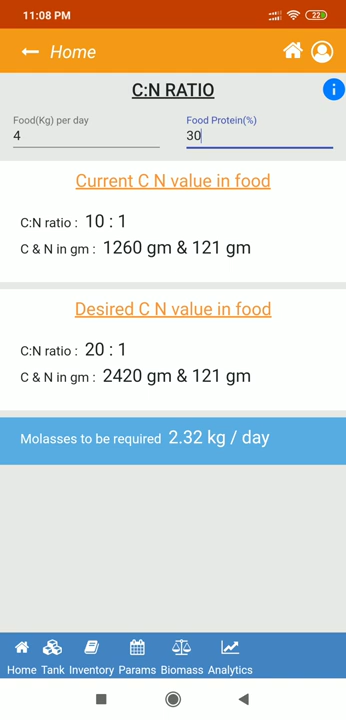 11:08 PM
22
Home
C:N RATIO
i
Food(Kg) per day
Food Protein(%)
4
30
Current C N value in food
C:N ratio : 10 : 1
C & N in gm : 1260 gm & 121 gm
Desired C N value in food
C:N ratio : 20 : 1
C & N in gm : 2420 gm & 121 gm
Molasses to be required 2.32 kg / day
Home Tank Inventory Params Biomass Analytics